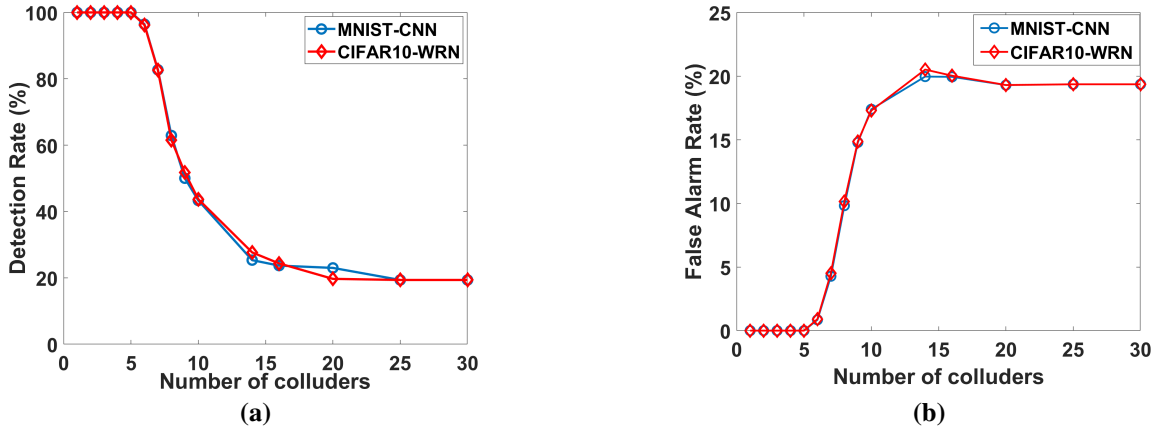 MNIST-CNN
CIFAR10-WRN
Detection Rate (%)
100
80
60
40
20
0
0 5 10 15 20 25 30
Number of colluders
(a)
MNIST-CNN
CIFAR10-WRN
False Alarm Rate (%)
25
20
15
10
5
0
0 5 10 15 20 25 30
Number of colluders
(b)